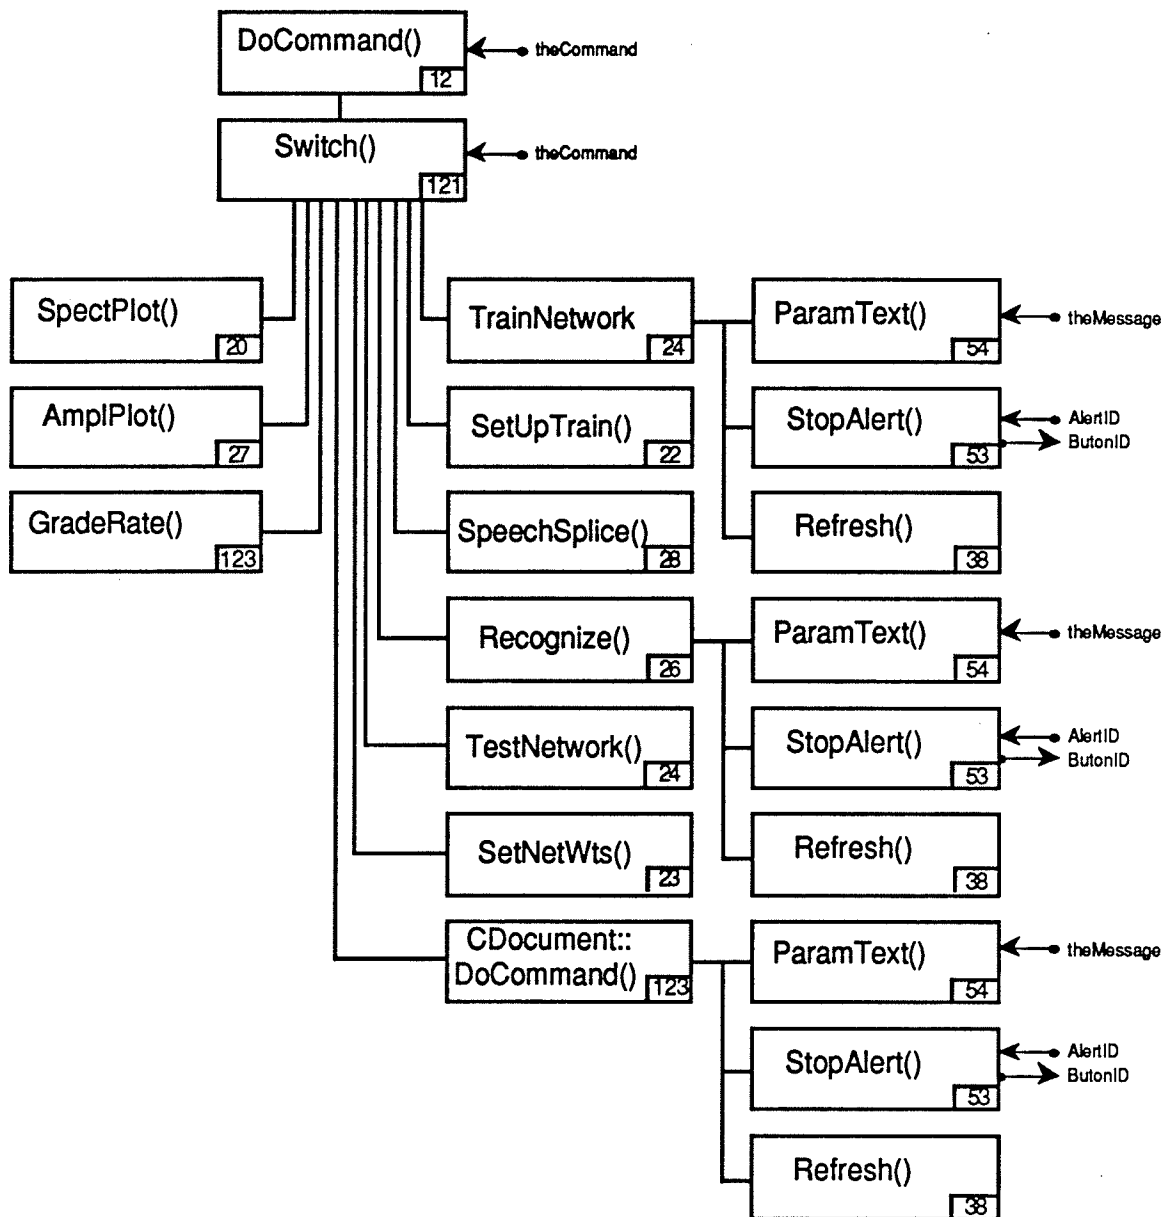 DoCommand()
theCommand
12
Switch()
theCommand
121
SpectPlot()
20
TrainNetwork
24
ParamText()
theMessage
54
AmplPlot()
27
SetUpTrain()
22
StopAlert()
AlertID
ButonID
53
GradeRate()
123
SpeechSplice()
28
Refresh()
38
Recognize()
26
ParamText()
theMessage
54
TestNetwork()
24
StopAlert()
AlertID
ButonID
53
SetNetWts()
23
Refresh()
38
CDocument::
DoCommand()
123
ParamText()
theMessage
54
StopAlert()
AlertID
ButonID
53
Refresh()
38